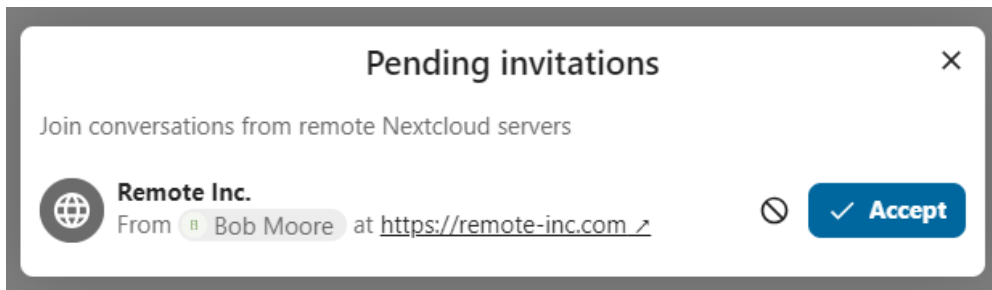 Pending invitations
Join conversations from remote Nextcloud servers
Remote Inc.
From Bob Moore at https://remote-inc.com ↗
Accept